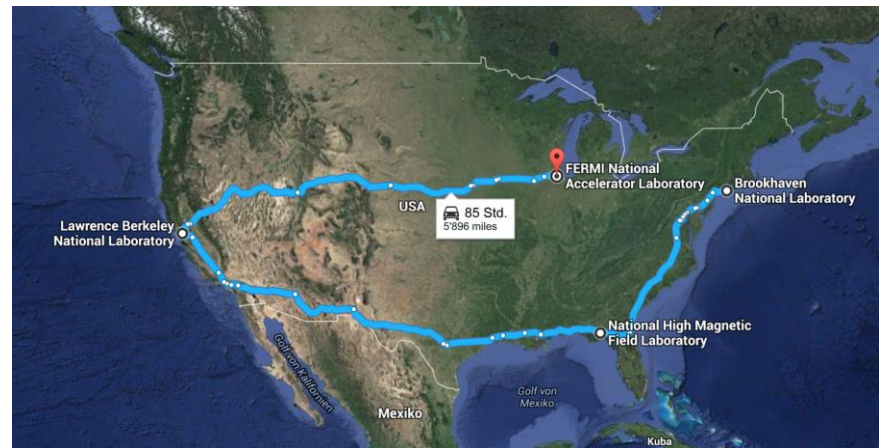 FERMI National
Accelerator Laboratory
Brookhaven
National Laboratory
USA
85 Std.
5'896 miles
Lawrence Berkeley
National Laboratory
National High Magnetic
Field Laboratory
Golf von Kalifornien
Golf von
Mexiko
Mexiko
Kuba